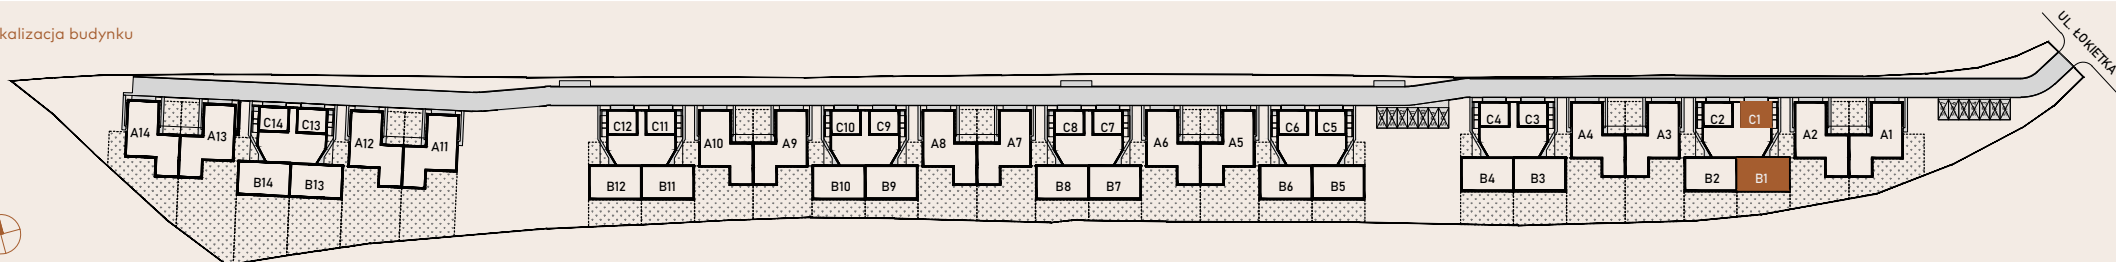 kalizacja budynku
UL. ŁOKIETKA
A14 A13 C14 C13 A12 A11 C12 C11 A10 A9 C10 C9 A8 A7 C8 C7 A6 A5 C6 C5 C4 C3 A4 A3 C2 C1 A2 A1
B14 B13 B12 B11 B10 B9 B8 B7 B6 B5 B4 B3 B2 B1